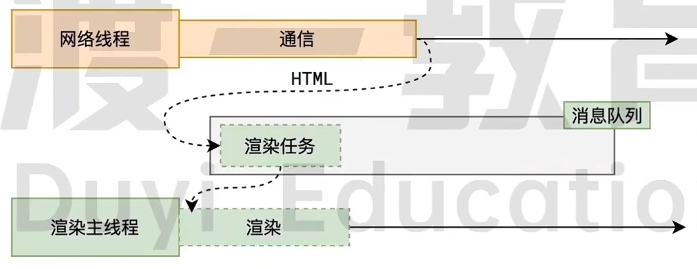 网络线程
通信
HTML
消息队列
渲染任务
渲染主线程
渲染
渡一教育
Duyi Educatio